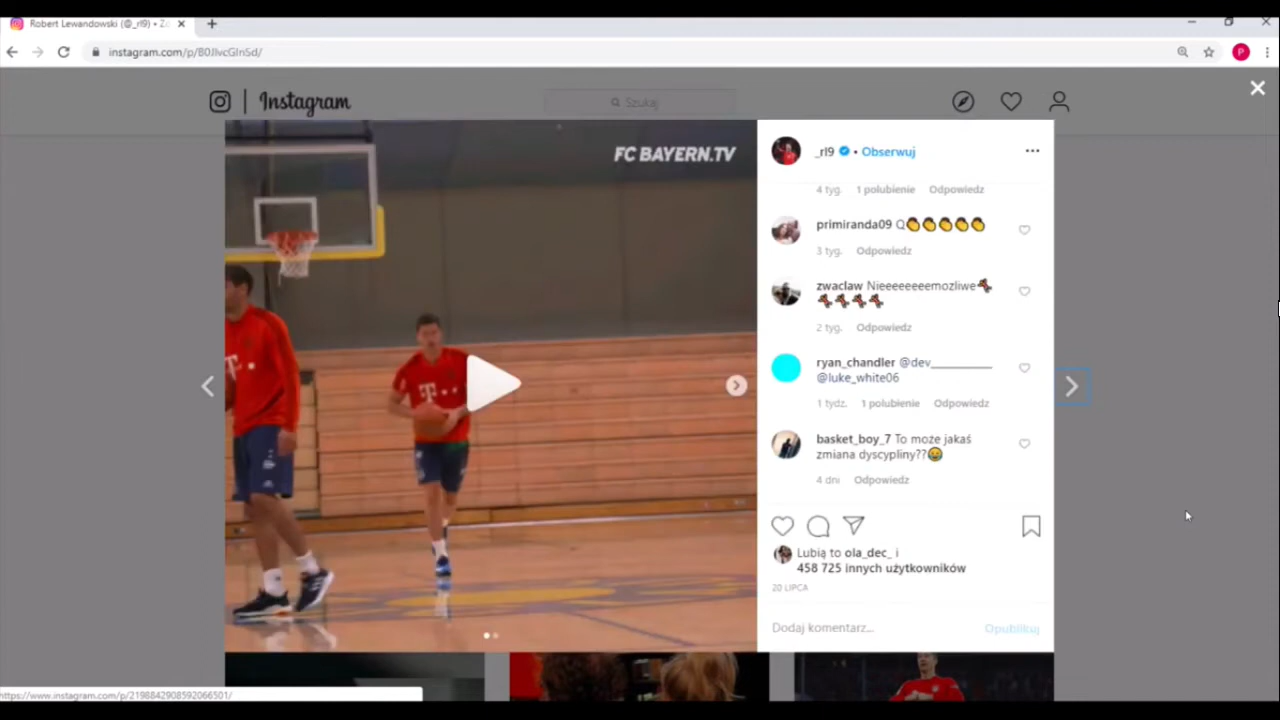 Robert Lewandowski (@_rl9) • Z
instagram.com/p/B0JlvcGlnSd/
P
Instagram
Szukaj
FC BAYERN.TV
_rl9 • Obserwuj
4 tyg. 1 polubienie Odpowiedz
primiranda09 Q👏👏👏👏👏
3 tyg. Odpowiedz
zwaclaw Nieeeeeeeemozliwe
2 tyg. Odpowiedz
ryan_chandler @dev__________
@luke_white06
1 tydz. 1 polubienie Odpowiedz
basket_boy_7 To może jakaś
zmiana dyscypliny??😂
4 dni Odpowiedz
Lubią to ola_dec_ i
458 725 innych użytkowników
20 LIPCA
Dodaj komentarz... Opublikuj
https://www.instagram.com/p/2198842908592066501/